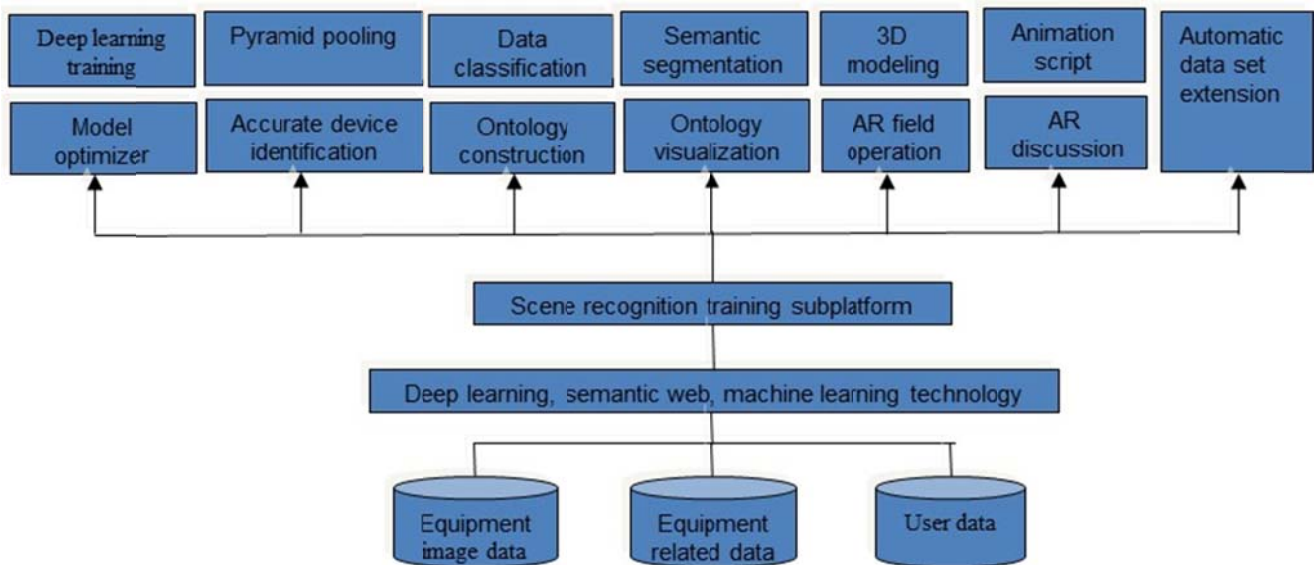 Deep learning
training
Pyramid pooling
Data
classification
Semantic
segmentation
3D
modeling
Animation
script
Automatic
data set
extension
Model
optimizer
Accurate device
identification
Ontology
construction
Ontology
visualization
AR field
operation
AR
discussion
Scene recognition training subplatform
Deep learning, semantic web, machine learning technology
Equipment
image data
Equipment
related data
User data